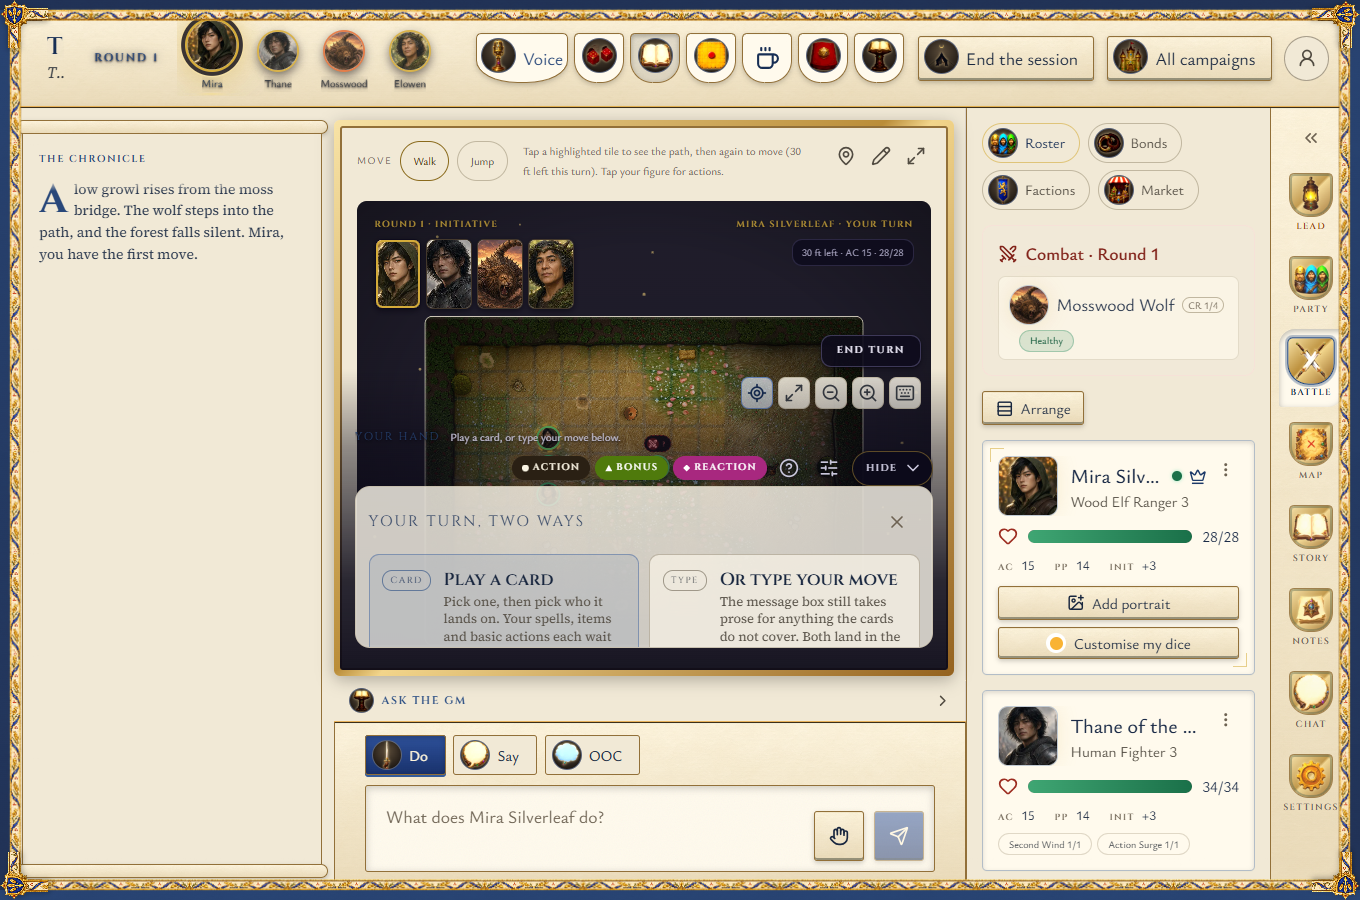 T
T..
ROUND 1
Mira
Thane
Mosswood
Elowen
Voice
End the session
All campaigns
THE CHRONICLE
A low growl rises from the moss
bridge. The wolf steps into the
path, and the forest falls silent. Mira,
you have the first move.
MOVE
Walk
Jump
Tap a highlighted tile to see the path, then again to move (30
ft left this turn). Tap your figure for actions.
ROUND 1 · INITIATIVE
MIRA SILVERLEAF · YOUR TURN
30 ft left · AC 15 · 28/28
END TURN
YOUR HAND
Play a card, or type your move below.
ACTION
BONUS
REACTION
HIDE
YOUR TURN, TWO WAYS
CARD
PLAY A CARD
Pick one, then pick who it
lands on. Your spells, items
and basic actions each wait
TYPE
OR TYPE YOUR MOVE
The message box still takes
prose for anything the cards
do not cover. Both land in the
ASK THE GM
Do
Say
OOC
What does Mira Silverleaf do?
Roster
Bonds
Factions
Market
Combat · Round 1
Mosswood Wolf
CR 1/4
Healthy
Arrange
Mira Silv...
Wood Elf Ranger 3
28/28
AC 15 PP 14 INIT +3
Add portrait
Customise my dice
Thane of the ...
Human Fighter 3
34/34
AC 15 PP 14 INIT +3
Second Wind 1/1
Action Surge 1/1
LEAD
PARTY
BATTLE
MAP
STORY
NOTES
CHAT
SETTINGS